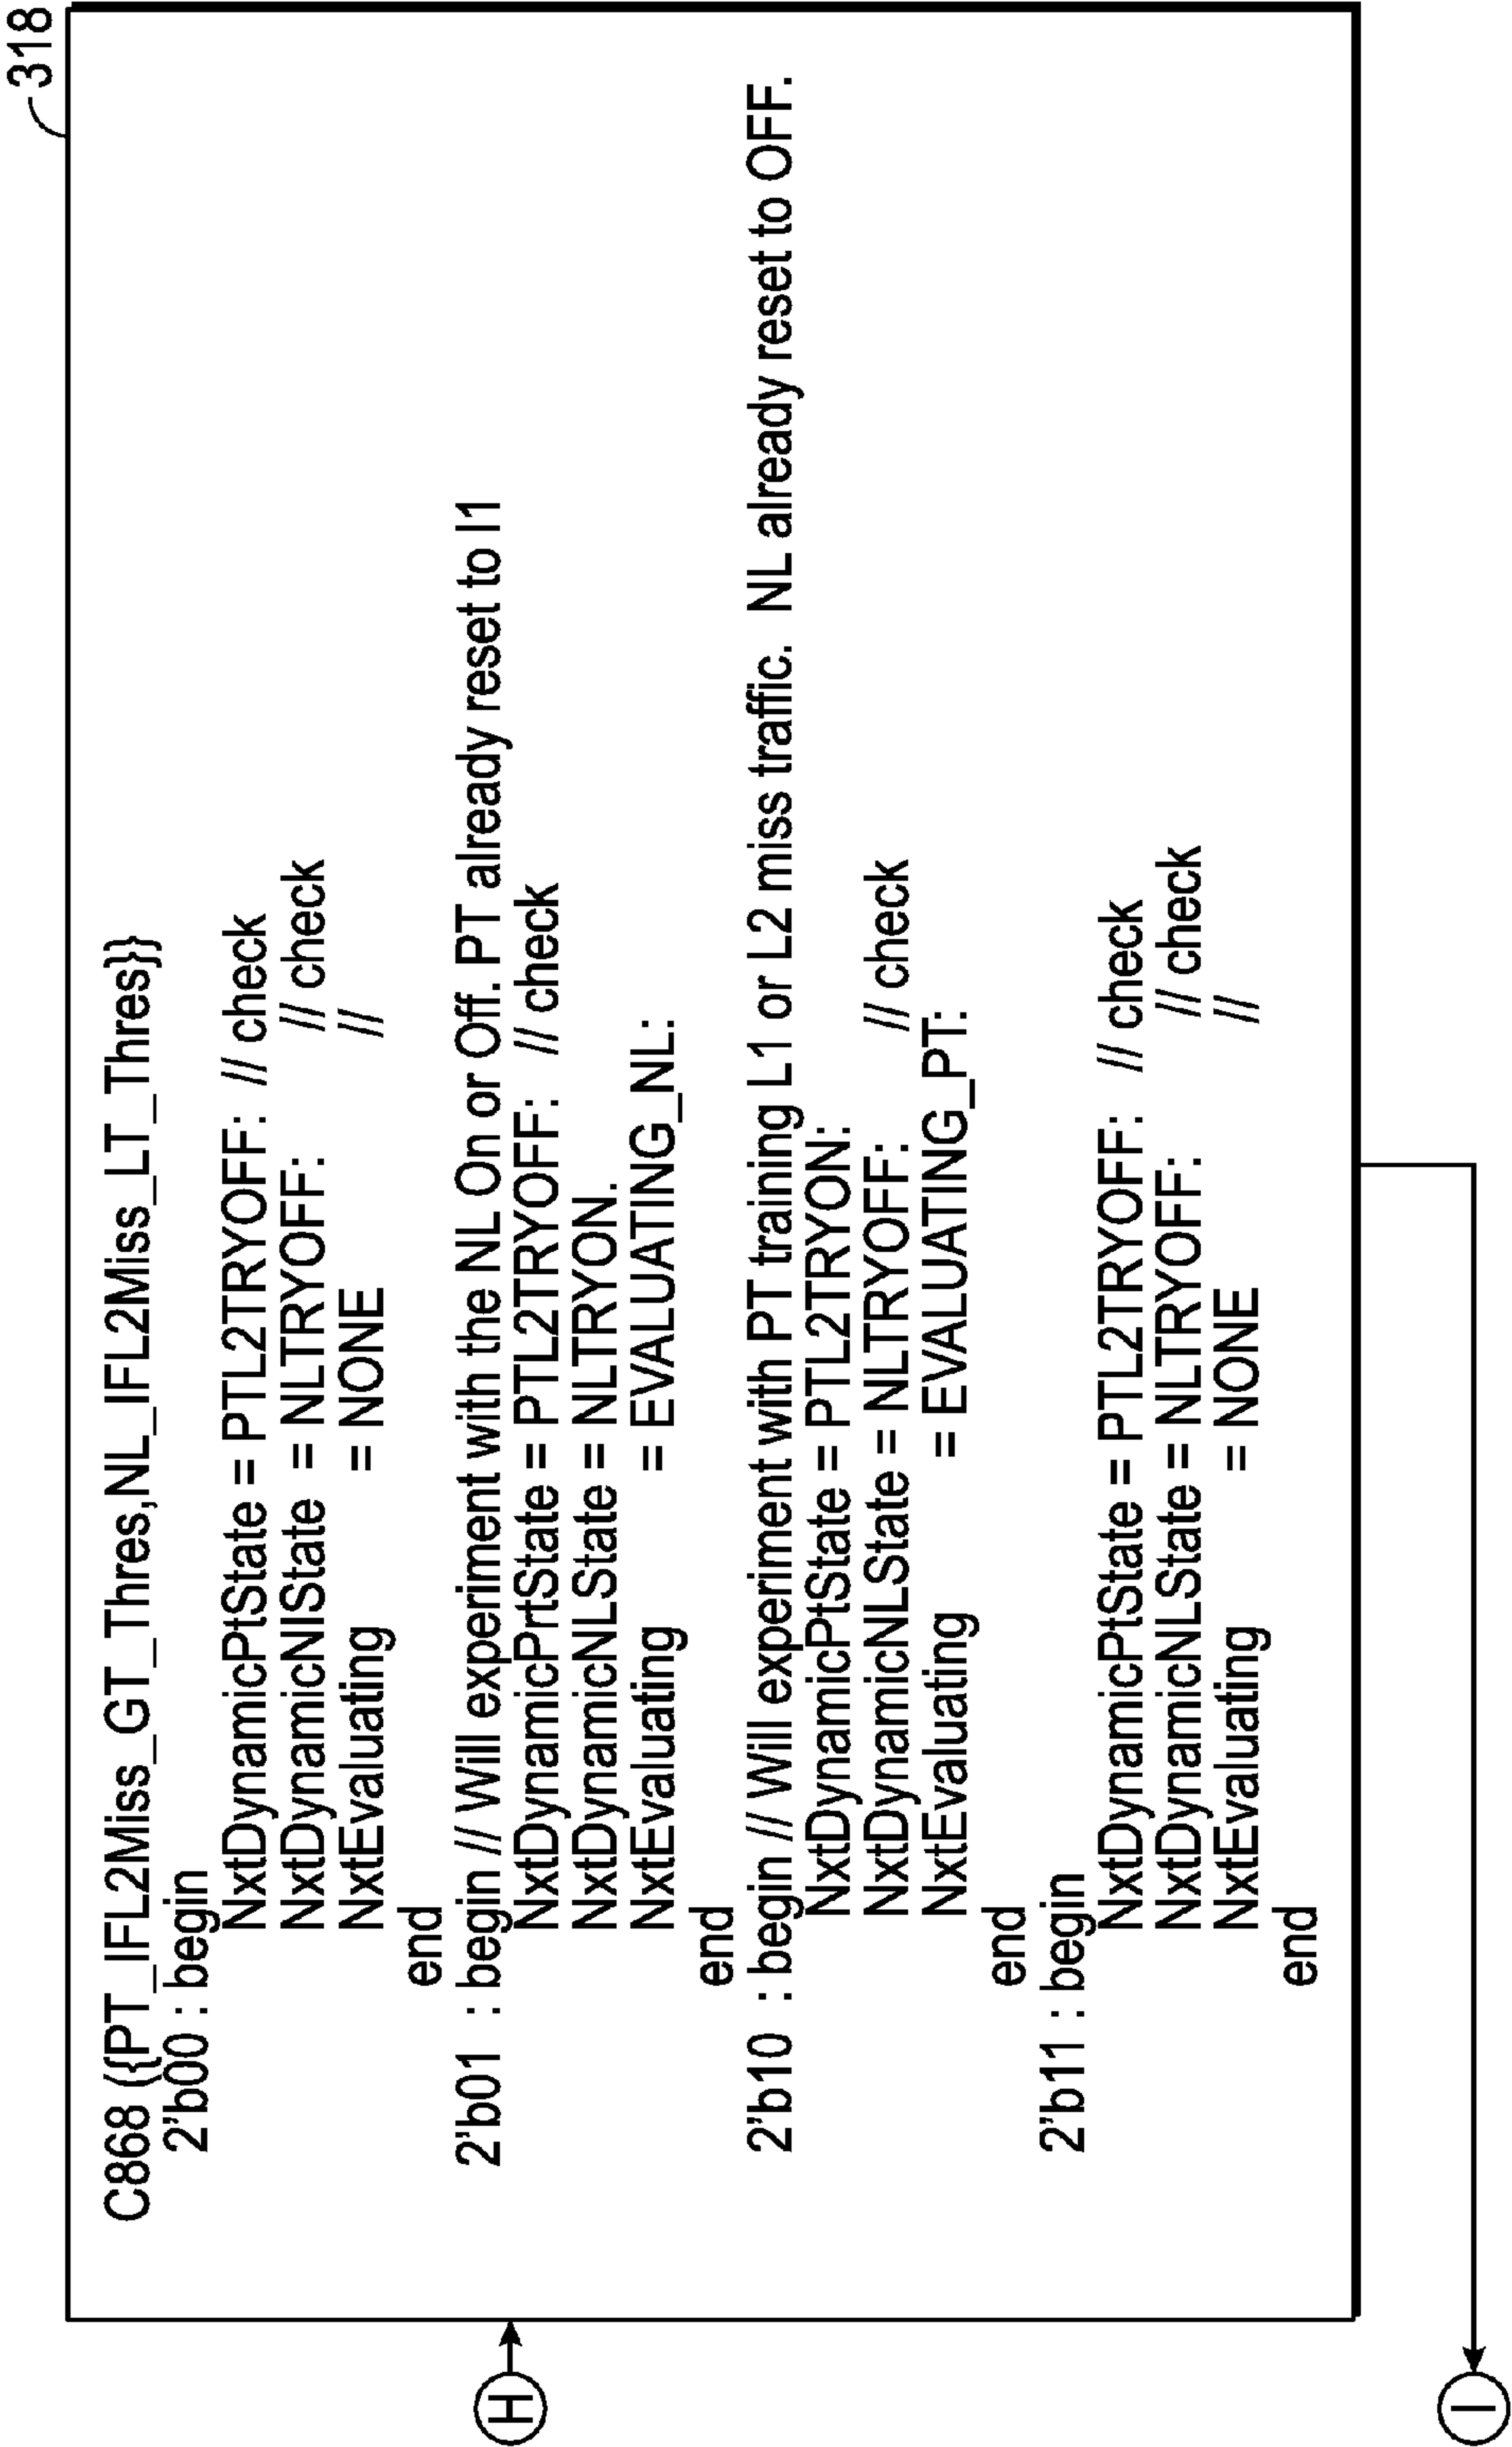 318
C868 ({PT_IFL2Miss_GT_Thres,NL_IFL2Miss_LT_Thres}}
2'b00 : begin
NxtDynamicPtState = PTL2TRYOFF: // check
NxtDynamicNlState = NLTRYOFF: // check
NxtEvaluating = NONE //
end
2'b01 : begin // Will experiment with the NL On or Off. PT already reset to I1
NxtDynamicPrtState = PTL2TRYOFF: // check
NxtDynamicNLState = NLTRYON.
NxtEvaluating = EVALUATING_NL:
end
2'b10 : begin // Will experiment with PT training L1 or L2 miss traffic. NL already reset to OFF.
NxtDynamicPtState = PTL2TRYON:
NxtDynamicNLState = NLTRYOFF: // check
NxtEvaluating = EVALUATING_PT:
end
2'b11 : begin
NxtDynamicPtState = PTL2TRYOFF: // check
NxtDynamicNLState = NLTRYOFF: // check
NxtEvaluating = NONE //
end
H
I